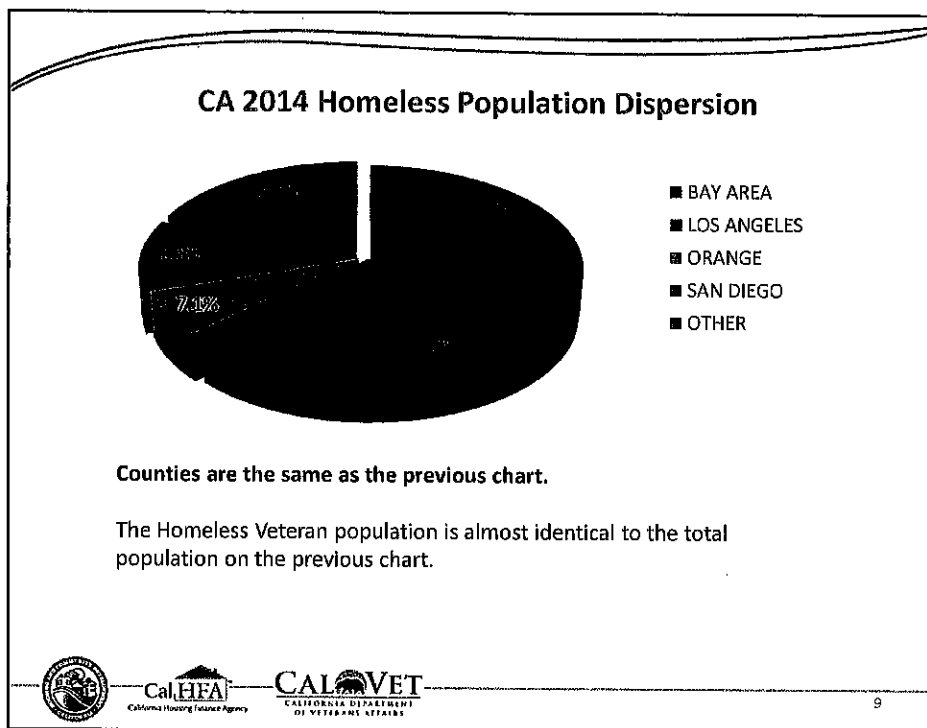 CA 2014 Homeless Population Dispersion
7.1%
BAY AREA
LOS ANGELES
ORANGE
SAN DIEGO
OTHER
Counties are the same as the previous chart.
The Homeless Veteran population is almost identical to the total
population on the previous chart.
CalHFA
California Housing Finance Agency
CALVET
CALIFORNIA DEPARTMENT
OF VETERANS AFFAIRS
9